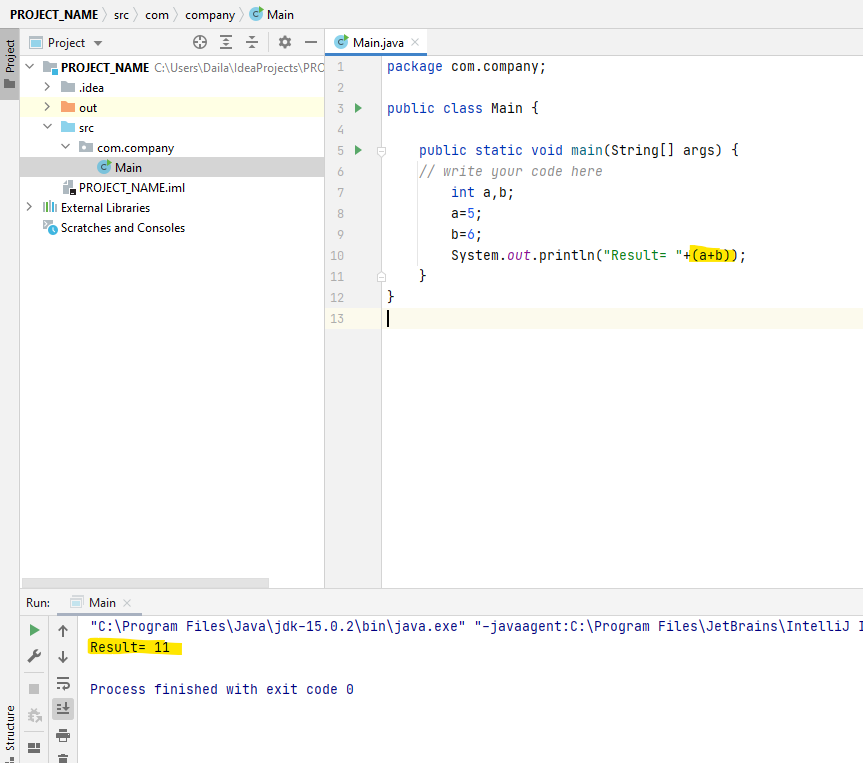 PROJECT_NAME src com company Main
Project
Main.java
Project
PROJECT_NAME C:\Users\Daila\IdeaProjects\PRO
.idea
out
src
com.company
Main
PROJECT_NAME.iml
External Libraries
Scratches and Consoles
1 package com.company;
2
3 public class Main {
4
5 public static void main(String[] args) {
6 // write your code here
7 int a,b;
8 a=5;
9 b=6;
10 System.out.println("Result= "+(a+b));
11 }
12 }
13
Run: Main
"C:\Program Files\Java\jdk-15.0.2\bin\java.exe" "-javaagent:C:\Program Files\JetBrains\IntelliJ I
Result= 11
Process finished with exit code 0
Structure